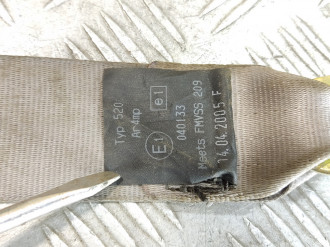 Typ 520
Ar4mp
E1
e1
040133
Meets FMVSS 209
14.04.2005 F